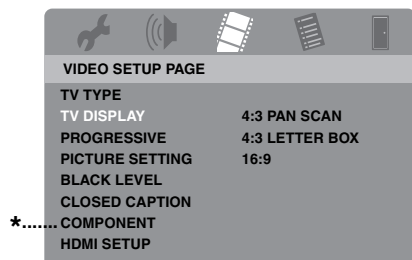 VIDEO SETUP PAGE
TV TYPE
TV DISPLAY 4:3 PAN SCAN
PROGRESSIVE 4:3 LETTER BOX
PICTURE SETTING 16:9
BLACK LEVEL
CLOSED CAPTION
*....... COMPONENT
HDMI SETUP